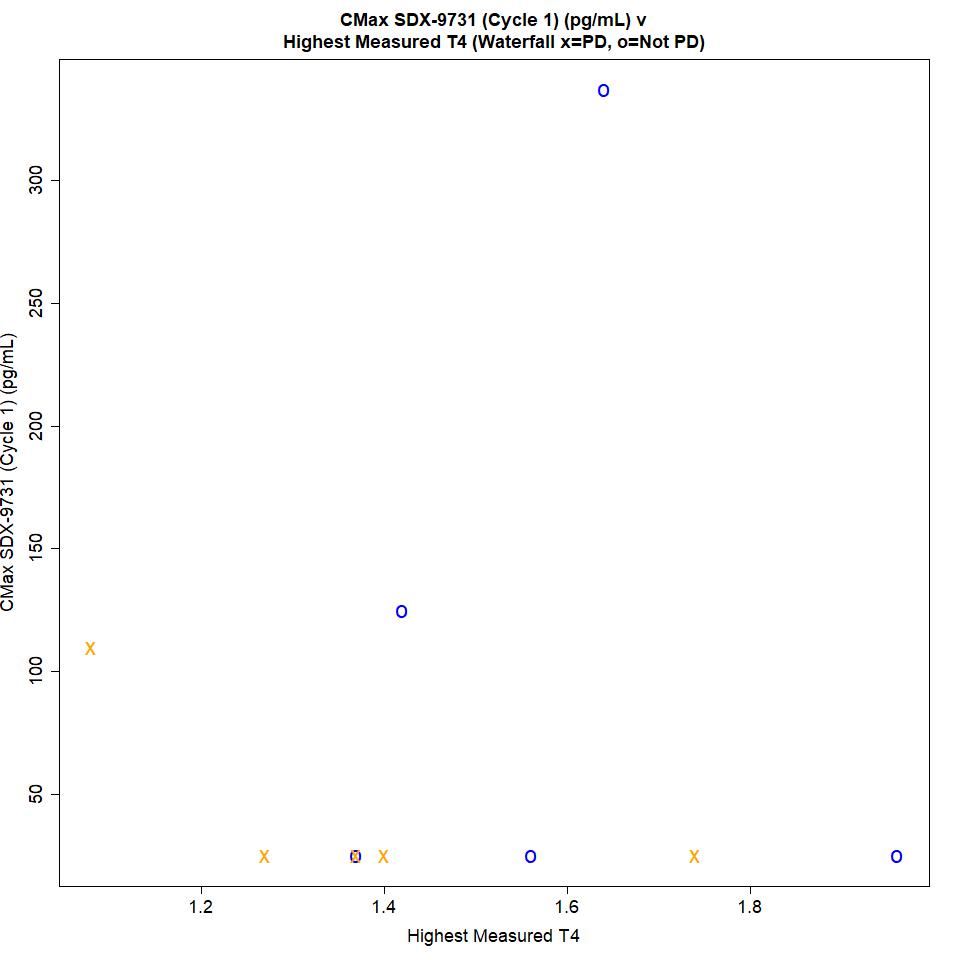 CMax SDX-9731 (Cycle 1) (pg/mL) v
Highest Measured T4 (Waterfall x=PD, o=Not PD)
CMax SDX-9731 (Cycle 1) (pg/mL)
300
250
200
150
100
50
O
O
X
X
O
X
X
O
X
O
1.2
1.4
1.6
1.8
Highest Measured T4